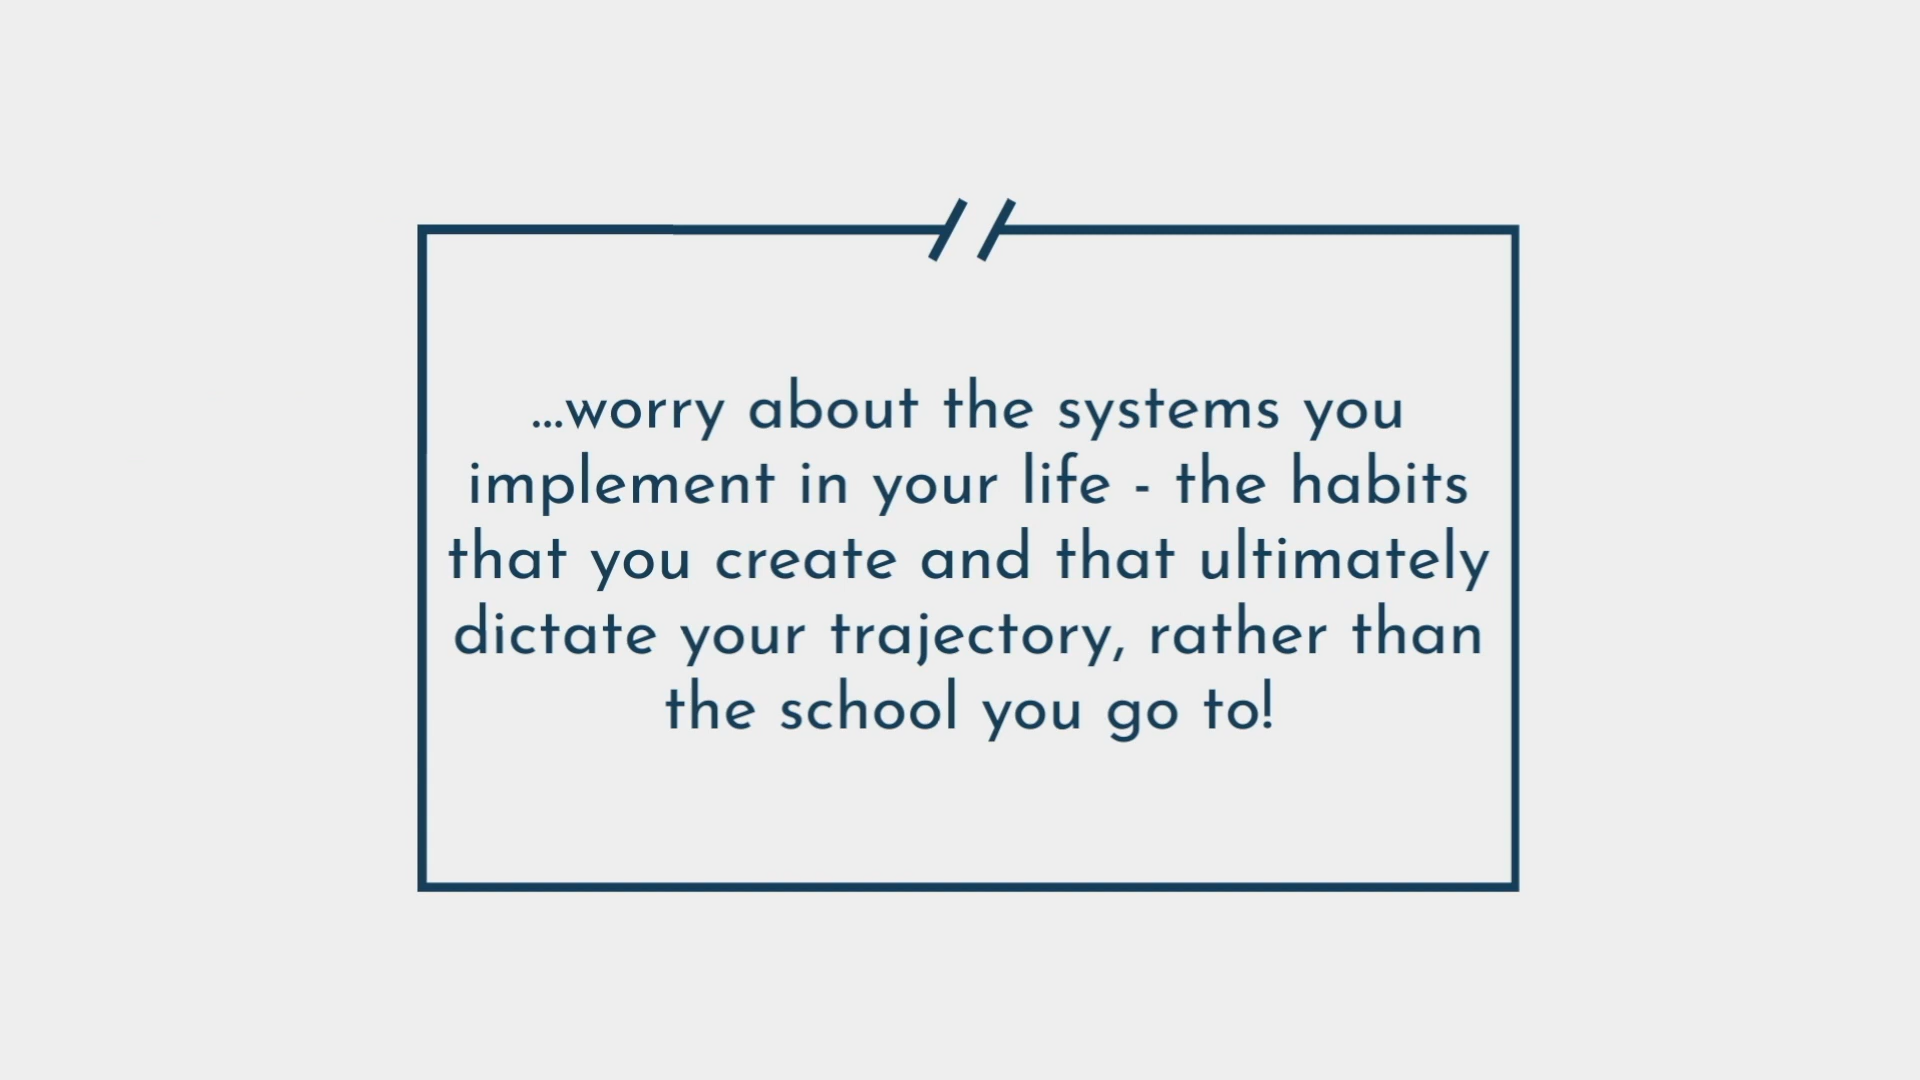 ...worry about the systems you
implement in your life - the habits
that you create and that ultimately
dictate your trajectory, rather than
the school you go to!